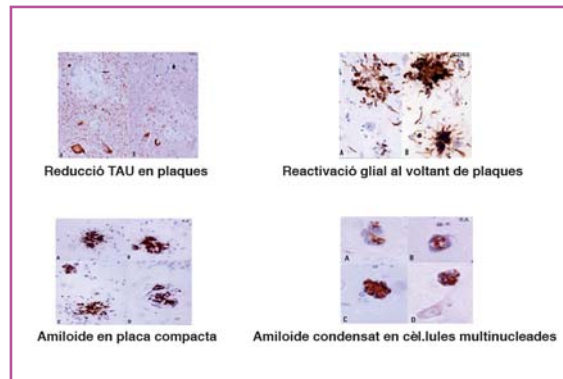 A
B
Reducció TAU en plaques
A
B
Reactivació glial al voltant de plaques
A
B
C
D
Amiloide en placa compacta
A
B
C
D
Amiloide condensat en cèl.lules multinucleades